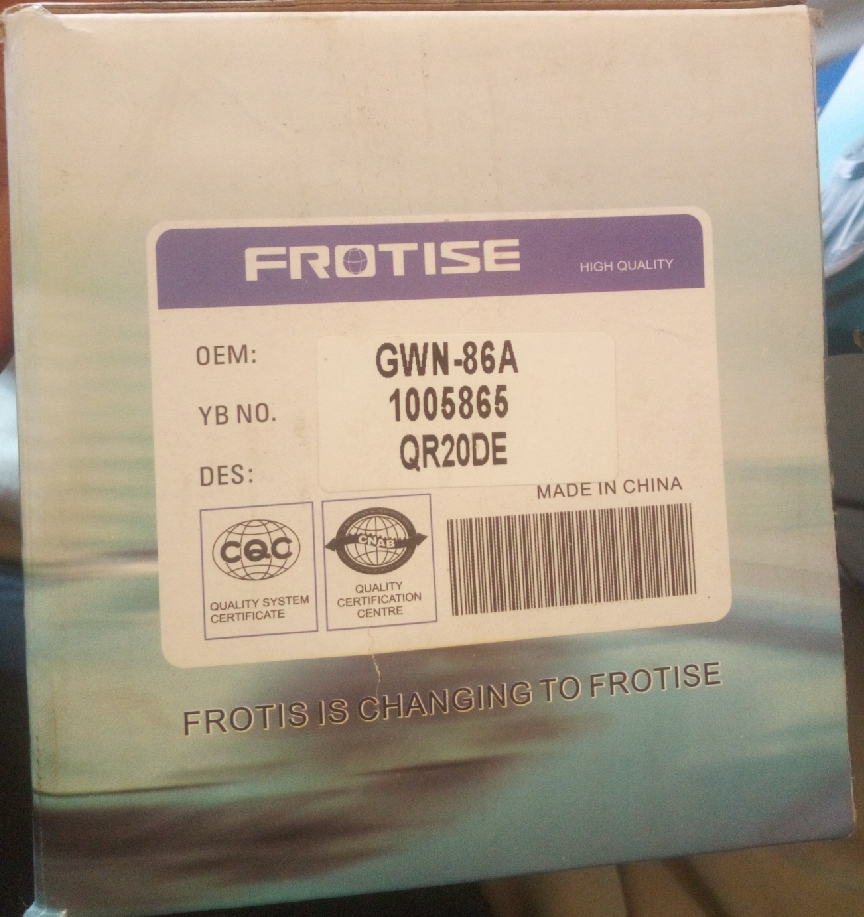 FROTISE
HIGH QUALITY
OEM: GWN-86A
YB NO. 1005865
DES: QR20DE
MADE IN CHINA
CQC
QUALITY SYSTEM
CERTIFICATE
CNAB
QUALITY
CERTIFICATION
CENTRE
FROTIS IS CHANGING TO FROTISE